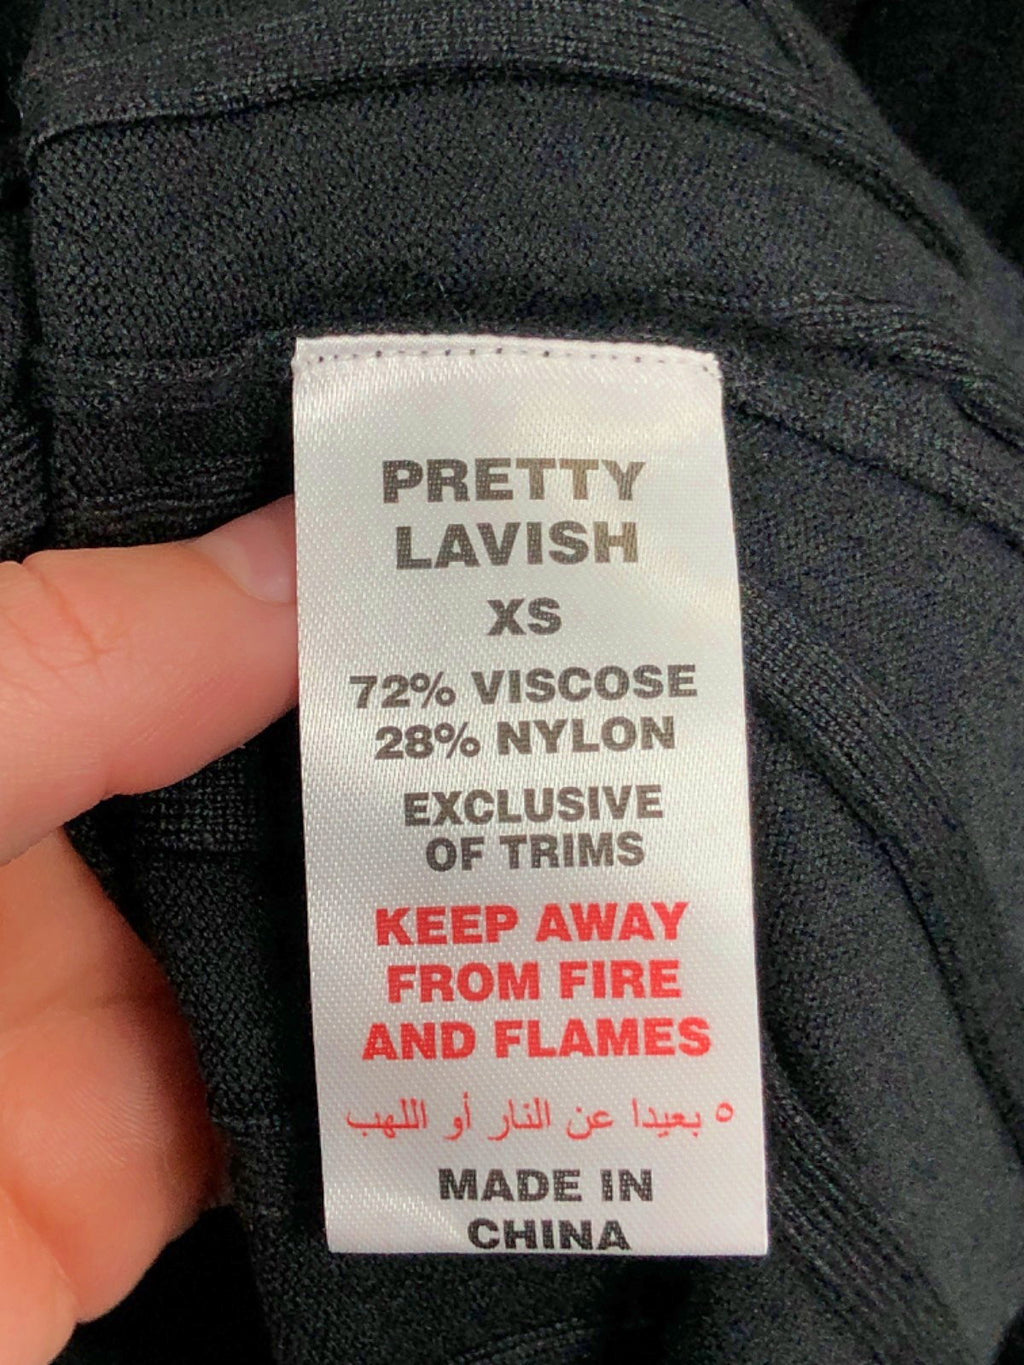 PRETTY
LAVISH
XS
72% VISCOSE
28% NYLON
EXCLUSIVE
OF TRIMS
KEEP AWAY
FROM FIRE
AND FLAMES
٥ بعيدا عن النار أو اللهب
MADE IN
CHINA